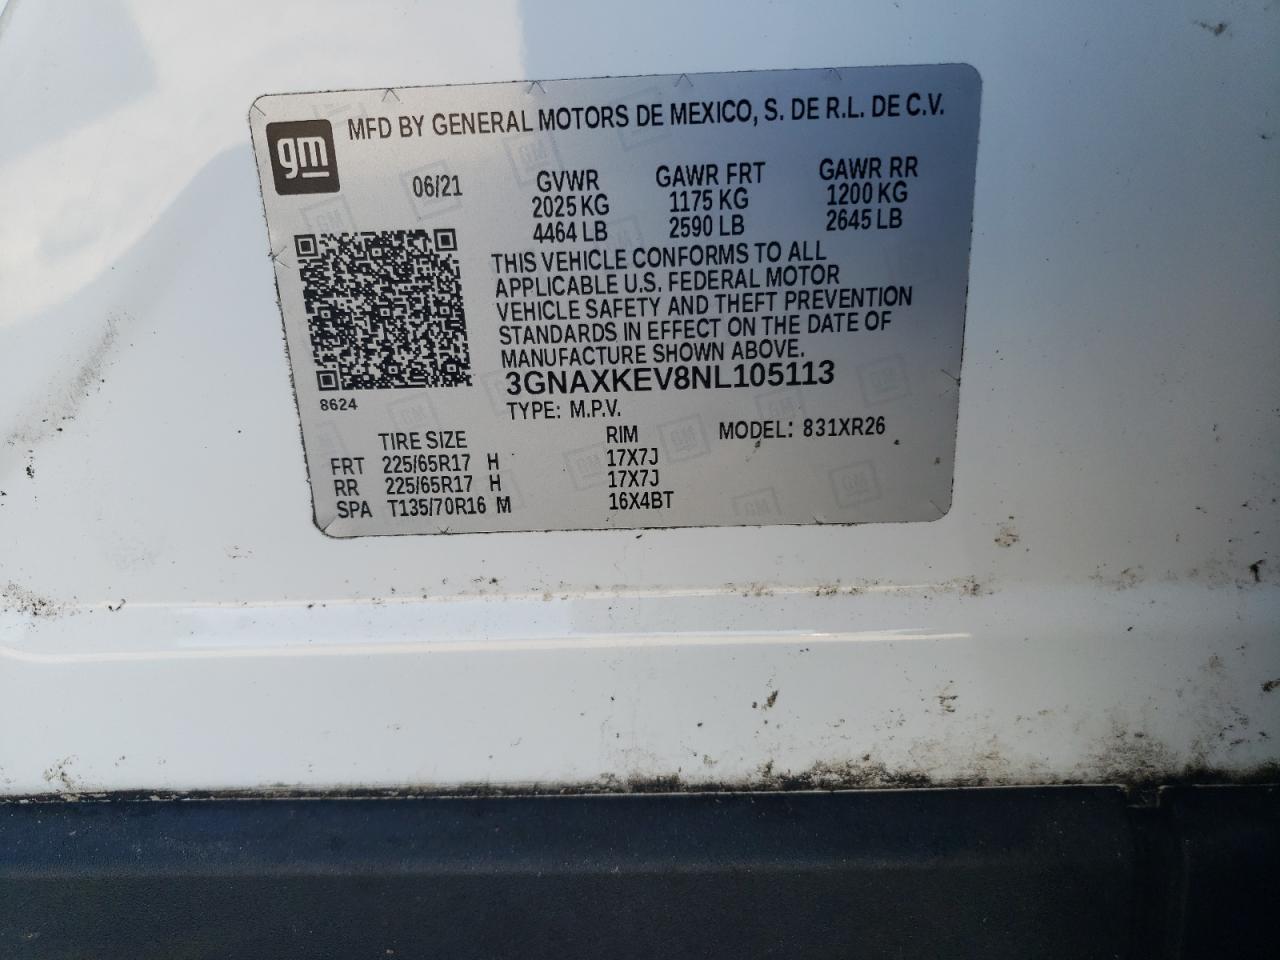 MFD BY GENERAL MOTORS DE MEXICO, S. DE R.L. DE C.V.
gm
06/21
GVWR GAWR FRT GAWR RR
2025 KG 1175 KG 1200 KG
4464 LB 2590 LB 2645 LB
THIS VEHICLE CONFORMS TO ALL
APPLICABLE U.S. FEDERAL MOTOR
VEHICLE SAFETY AND THEFT PREVENTION
STANDARDS IN EFFECT ON THE DATE OF
MANUFACTURE SHOWN ABOVE.
3GNAXKEV8NL105113
8624
TYPE: M.P.V.
MODEL: 831XR26
TIRE SIZE RIM
FRT 225/65R17 H 17X7J
RR 225/65R17 H 17X7J
SPA T135/70R16 M 16X4BT